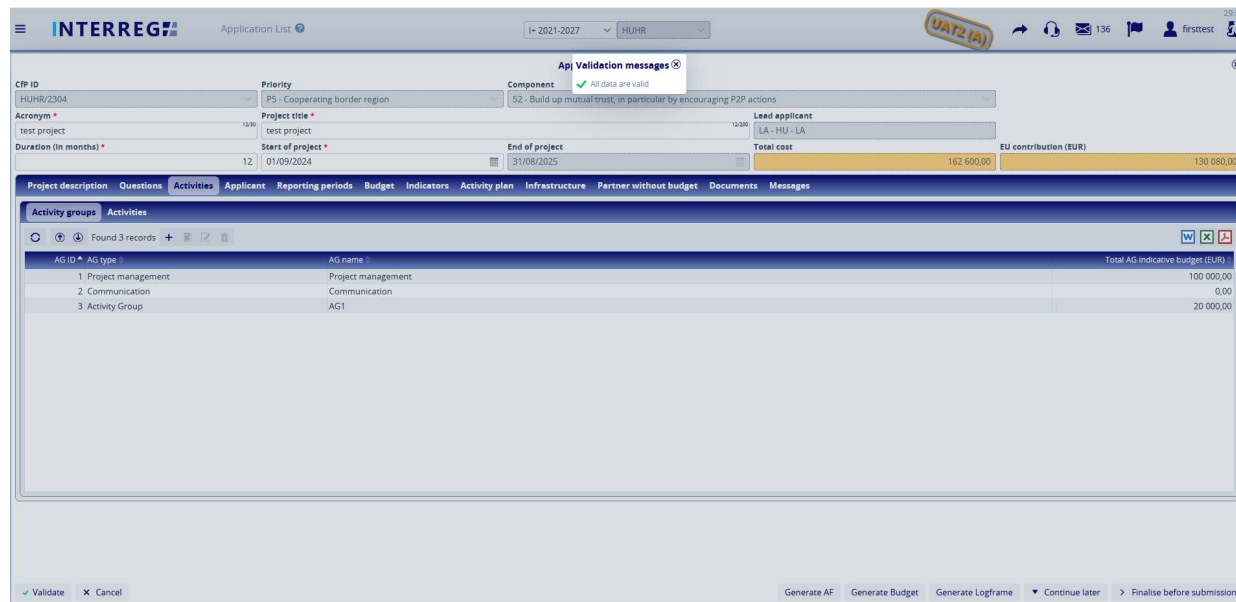 29.
INTERREG Application List ? I+ 2021-2027 HUHR UAT2 (A) 136 firsttest
Validation messages
All data are valid
CfP ID Priority Component
HUHR/2304 P5 - Cooperating border region 52 - Build up mutual trust, in particular by encouraging P2P actions
Acronym * Project title * Lead applicant
test project 12/30 test project 12/200 LA - HU - LA
Duration (in months) * Start of project * End of project Total cost EU contribution (EUR)
12 01/09/2024 31/08/2025 162 600,00 130 080,00
Project description Questions Activities Applicant Reporting periods Budget Indicators Activity plan Infrastructure Partner without budget Documents Messages
Activity groups Activities
Found 3 records + W X
AG ID AG type AG name Total AG indicative budget (EUR)
1 Project management Project management 100 000,00
2 Communication Communication 0,00
3 Activity Group AG1 20 000,00
Validate Cancel Generate AF Generate Budget Generate Logframe Continue later Finalise before submission